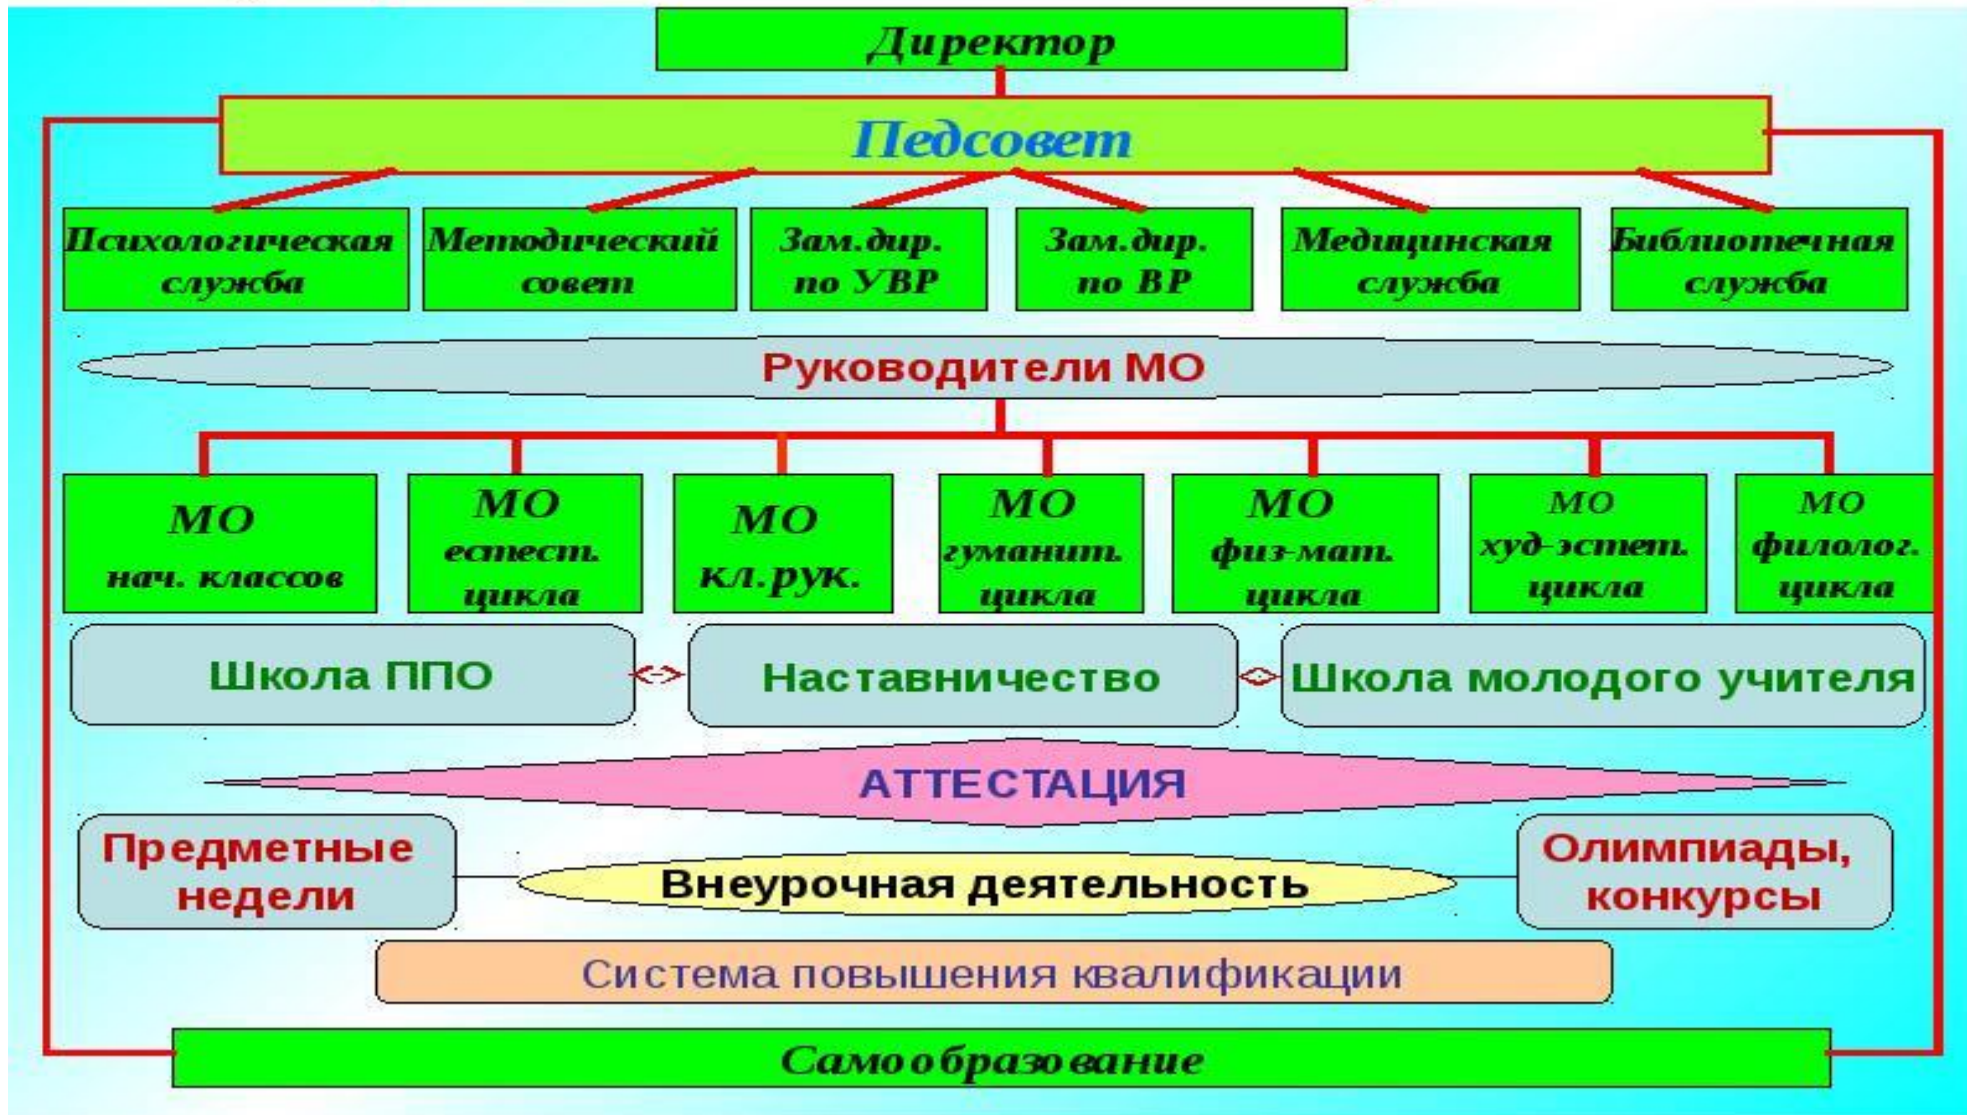 Директор
Педсовет
Психологическая
служба
Методический
совет
Зам.дир.
по УВР
Зам.дир.
по ВР
Медицинская
служба
Библиотечная
служба
Руководители МО
МО
нач. классов
МО
естест.
цикла
МО
кл.рук.
МО
гуманит.
цикла
МО
физ-мат.
цикла
МО
худ-эстет.
цикла
МО
филолог.
цикла
Школа ППО
Наставничество
Школа молодого учителя
АТТЕСТАЦИЯ
Предметные
недели
Внеурочная деятельность
Олимпиады,
конкурсы
Система повышения квалификации
Самообразование